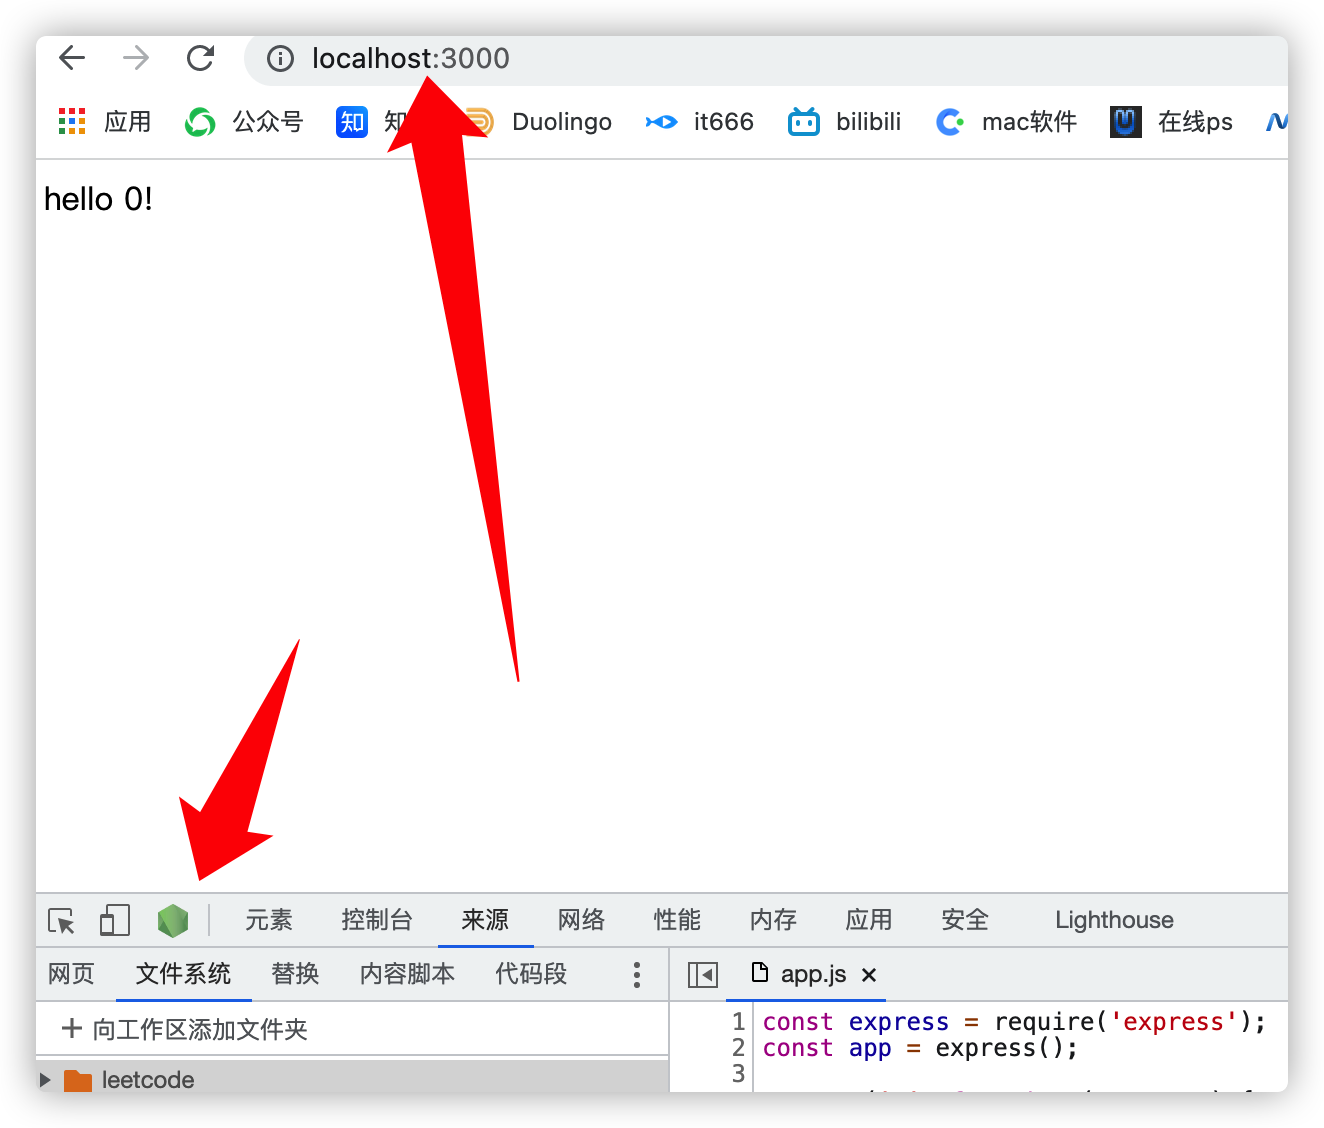 localhost:3000
应用 公众号 知 知 Duolingo it666 bilibili mac软件 在线ps
hello 0!
元素 控制台 来源 网络 性能 内存 应用 安全 Lighthouse
网页 文件系统 替换 内容脚本 代码段 app.js ×
+ 向工作区添加文件夹
leetcode
1 const express = require('express');
2 const app = express();
3